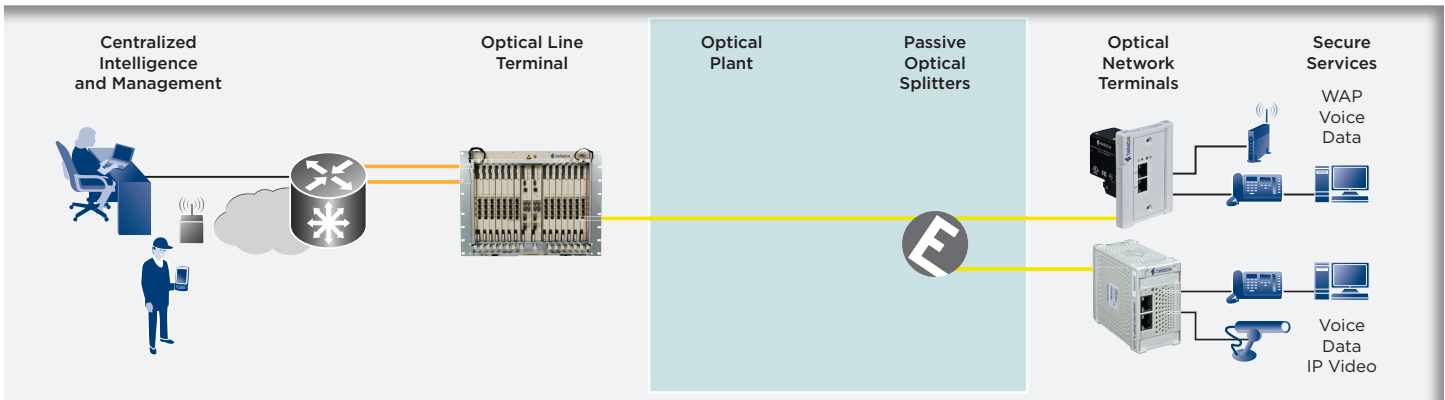 Centralized
Intelligence
and Management
Optical Line
Terminal
Optical
Plant
Passive
Optical
Splitters
Optical
Network
Terminals
Secure
Services
WAP
Voice
Data
tellabs
E
Voice
Data
IP Video